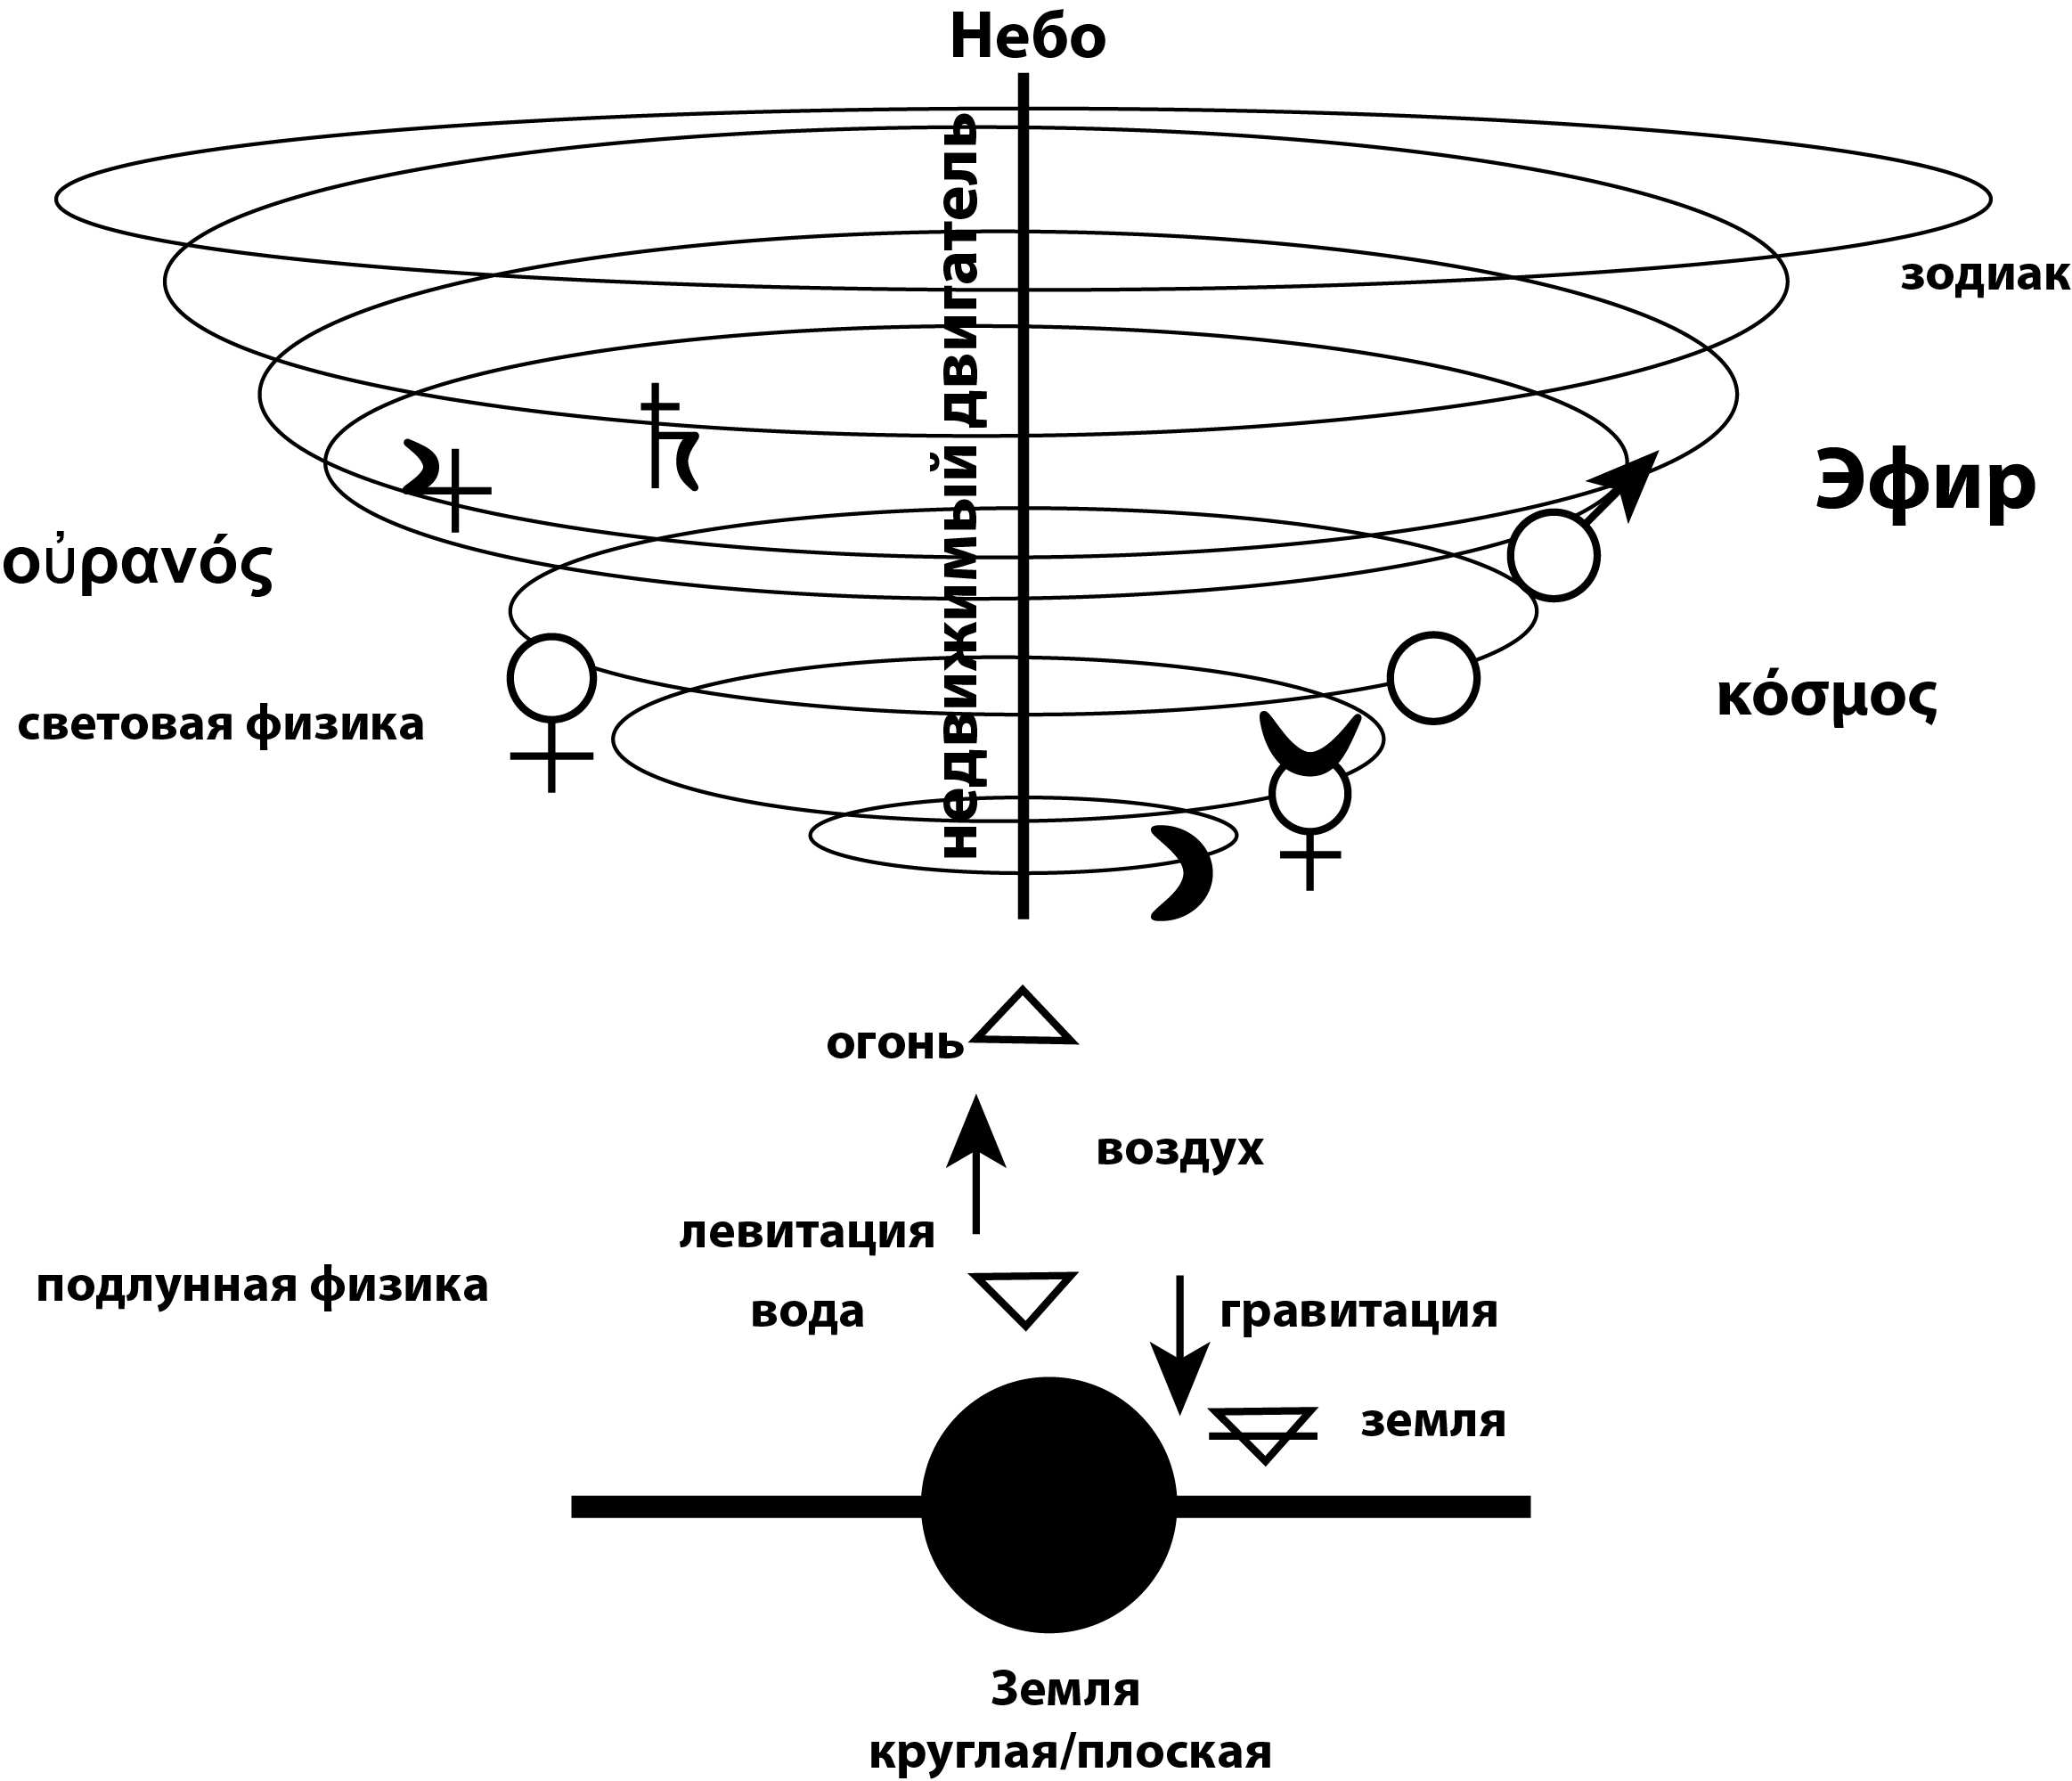 Небо
недвижимый двигатель
зодиак
Эфир
οὐρανός
κόσμος
световая физика
огонь
воздух
левитация
подлунная физика
вода
гравитация
земля
Земля
круглая/плоская